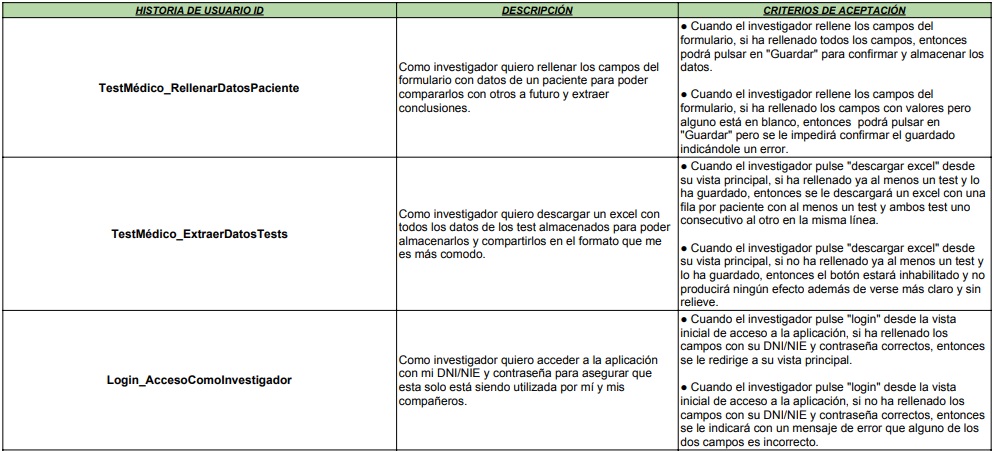 HISTORIA DE USUARIO ID
DESCRIPCIÓN
CRITERIOS DE ACEPTACIÓN
TestMédico_RellenarDatosPaciente
Como investigador quiero rellenar los campos del
formulario con datos de un paciente para poder
compararlos con otros a futuro y extraer
conclusiones.
● Cuando el investigador rellene los campos del
formulario, si ha rellenado todos los campos, entonces
podrá pulsar en "Guardar" para confirmar y almacenar los
datos.
● Cuando el investigador rellene los campos del
formulario, si ha rellenado los campos con valores pero
alguno está en blanco, entonces podrá pulsar en
"Guardar" pero se le impedirá confirmar el guardado
indicándole un error.
TestMédico_ExtraerDatosTests
Como investigador quiero descargar un excel con
todos los datos de los test almacenados para poder
almacenarlos y compartirlos en el formato que me
es más comodo.
● Cuando el investigador pulse "descargar excel" desde
su vista principal, si ha rellenado ya al menos un test y lo
ha guardado, entonces se le descargará un excel con una
fila por paciente con al menos un test y ambos test uno
consecutivo al otro en la misma línea.
● Cuando el investigador pulse "descargar excel" desde
su vista principal, si no ha rellenado ya al menos un test y
lo ha guardado, entonces el botón estará inhabilitado y no
producirá ningún efecto además de verse más claro y sin
relieve.
Login_AccesoComoInvestigador
Como investigador quiero acceder a la aplicación
con mi DNI/NIE y contraseña para asegurar que
esta solo está siendo utilizada por mí y mis
compañeros.
● Cuando el investigador pulse "login" desde la vista
inicial de acceso a la aplicación, si ha rellenado los
campos con su DNI/NIE y contraseña correctos, entonces
se le redirige a su vista principal.
● Cuando el investigador pulse "login" desde la vista
inicial de acceso a la aplicación, si no ha rellenado los
campos con su DNI/NIE y contraseña correctos, entonces
se le indicará con un mensaje de error que alguno de los
dos campos es incorrecto.